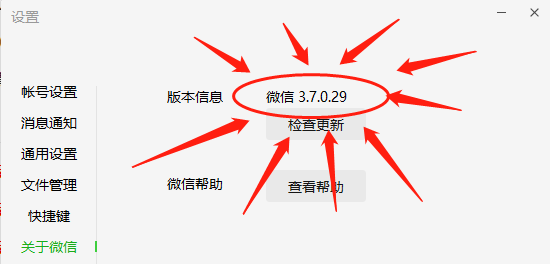 设置
帐号设置
消息通知
通用设置
文件管理
快捷键
关于微信
版本信息 微信 3.7.0.29
检查更新
微信帮助 查看帮助